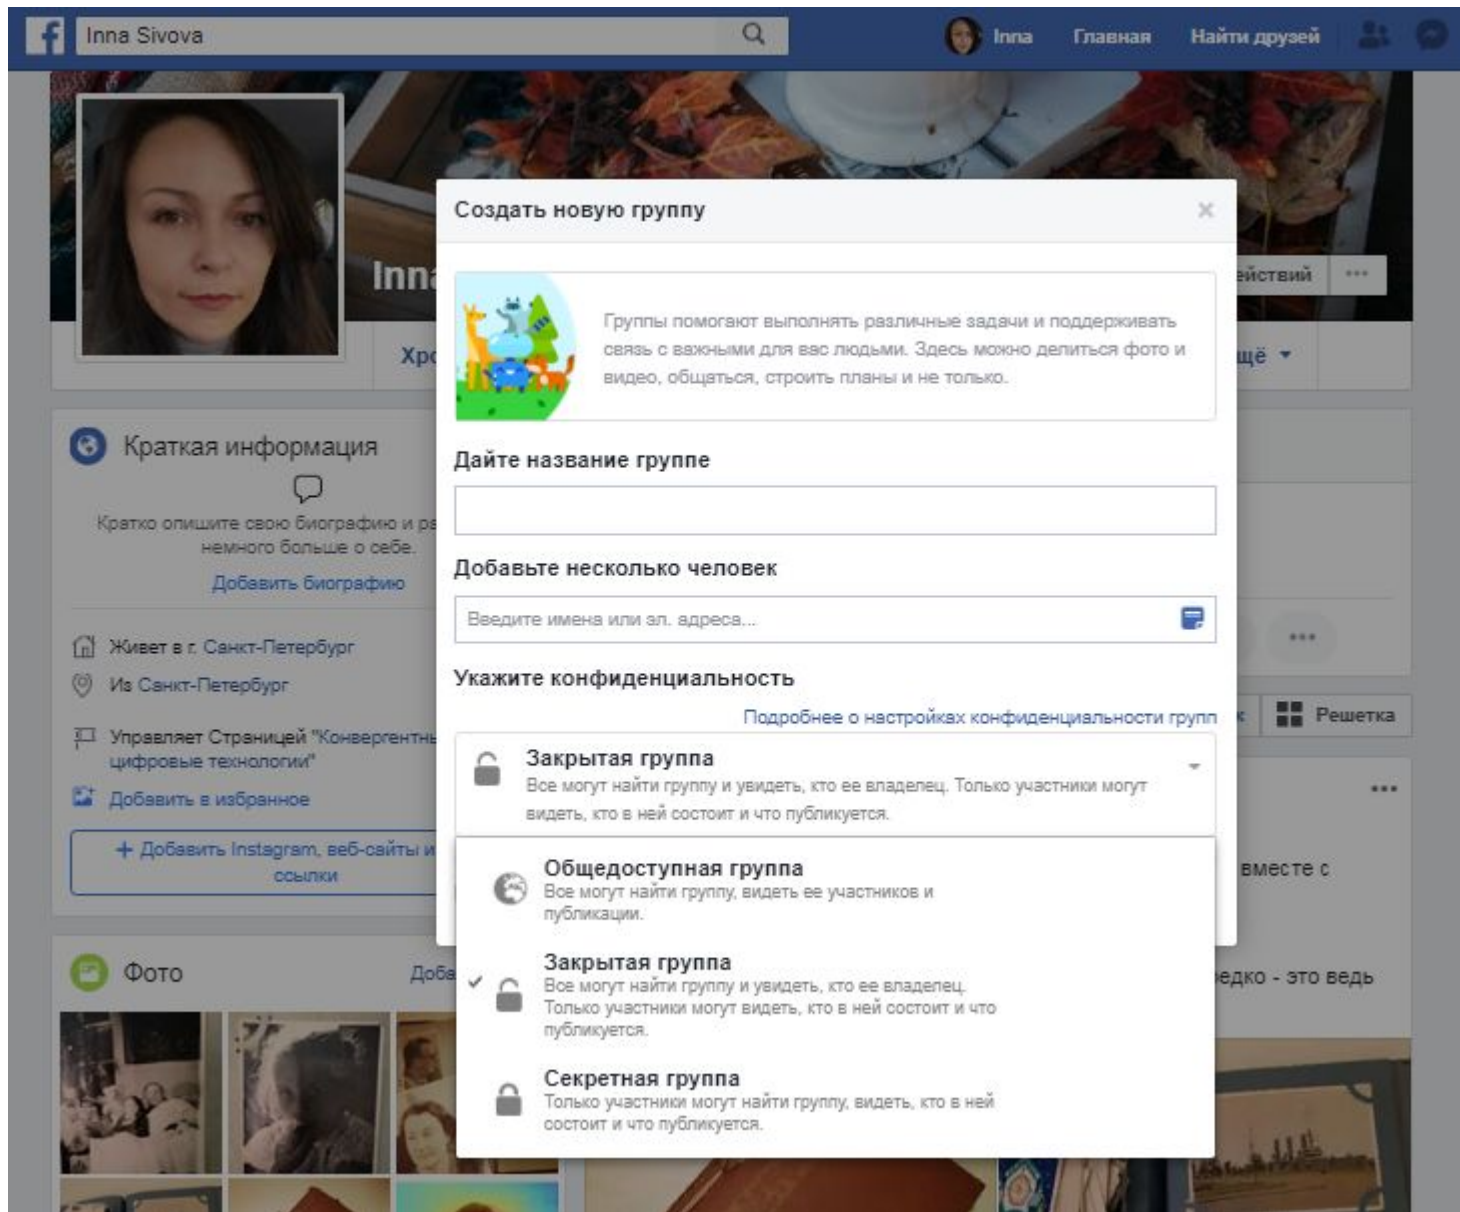 f
Inna Sivova
Inna
Главная
Найти друзей
Создать новую группу
Inna
ействий
Группы помогают выполнять различные задачи и поддерживать
связь с важными для вас людьми. Здесь можно делиться фото и
видео, общаться, строить планы и не только.
Хро
щё
Краткая информация
Кратко опишите свою биографию и ра
немного больше о себе.
Добавить биографию
Живет в г. Санкт-Петербург
Из Санкт-Петербург
Управляет Страницей "Конвергентны
цифровые технологии"
Добавить в избранное
+ Добавить Instagram, веб-сайты и
ссылки
Фото
Доба
Дайте название группе
Добавьте несколько человек
Введите имена или эл. адреса...
Укажите конфиденциальность
Подробнее о настройках конфиденциальности групп
Закрытая группа
Все могут найти группу и увидеть, кто ее владелец. Только участники могут
видеть, кто в ней состоит и что публикуется.
Общедоступная группа
Все могут найти группу, видеть ее участников и
публикации.
Закрытая группа
Все могут найти группу и увидеть, кто ее владелец.
Только участники могут видеть, кто в ней состоит и что
публикуется.
Секретная группа
Только участники могут найти группу, видеть, кто в ней
состоит и что публикуется.
к
Решетка
вместе с
редко - это ведь